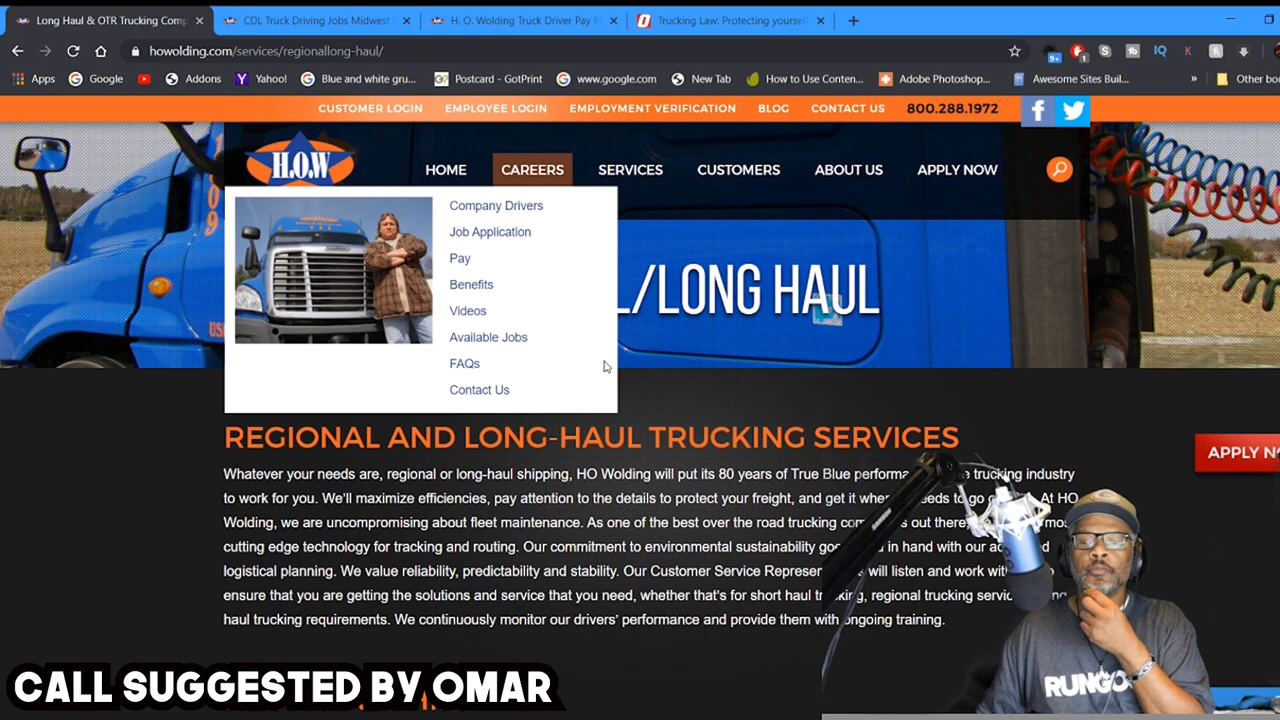 Long Haul & OTR Trucking Comp
CDL Truck Driving Jobs Midwest
H. O. Wolding Truck Driver Pay P
Trucking Law: Protecting yoursel
howolding.com/services/regionallong-haul/
Apps
Google
Addons
Yahoo!
Blue and white gru...
Postcard - GotPrint
www.google.com
New Tab
How to Use Conten...
Adobe Photoshop...
Awesome Sites Buil...
»
Other bo
CUSTOMER LOGIN
EMPLOYEE LOGIN
EMPLOYMENT VERIFICATION
BLOG
CONTACT US
800.288.1972
H.O.W
HOME
CAREERS
SERVICES
CUSTOMERS
ABOUT US
APPLY NOW
Company Drivers
Job Application
Pay
Benefits
Videos
Available Jobs
FAQs
Contact Us
L/LONG HAUL
REGIONAL AND LONG-HAUL TRUCKING SERVICES
Whatever your needs are, regional or long-haul shipping, HO Wolding will put its 80 years of True Blue performa trucking industry
to work for you. We'll maximize efficiencies, pay attention to the details to protect your freight, and get it needs to go At HO
Wolding, we are uncompromising about fleet maintenance. As one of the best over the road trucking out there,
cutting edge technology for tracking and routing. Our commitment to environmental sustainability in hand with our
logistical planning. We value reliability, predictability and stability. Our Customer Service Represen will listen and work
ensure that you are getting the solutions and service that you need, whether that's for short haul regional trucking
haul trucking requirements. We continuously monitor our drivers' performance and provide them with ongoing training.
APPLY N
RUNG
CALL SUGGESTED BY OMAR